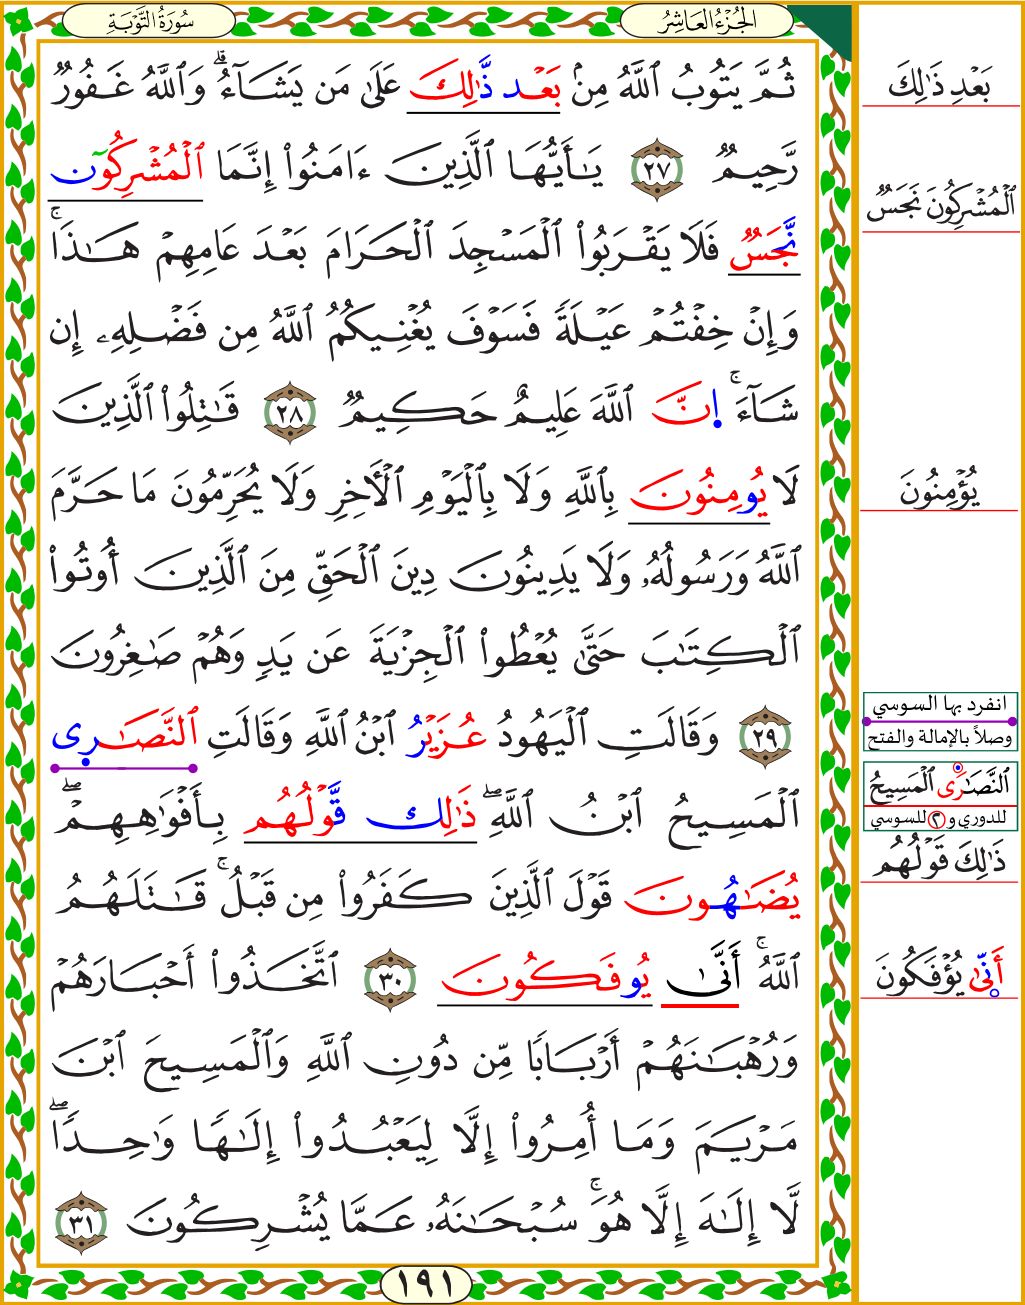 الجُزْءُ العَاشِرُ
سُورَةُ التَّوْبَةِ
ثُمَّ يَتُوبُ ٱللَّهُ مِنۢ بَعْد ذَّٰلِكَ عَلَىٰ مَن يَشَآءُۗ وَٱللَّهُ غَفُورٌ
رَّحِيمٌ ٢٧ يَٰٓأَيُّهَا ٱلَّذِينَ ءَامَنُوٓا۟ إِنَّمَا ٱلْمُشْرِكُوٓن
نَّجَسٌ فَلَا يَقْرَبُوا۟ ٱلْمَسْجِدَ ٱلْحَرَامَ بَعْدَ عَامِهِمْ هَٰذَاۚ
وَإِنْ خِفْتُمْ عَيْلَةً فَسَوْفَ يُغْنِيكُمُ ٱللَّهُ مِن فَضْلِهِۦ إِن
شَآءَۚ اِنَّ ٱللَّهَ عَلِيمٌ حَكِيمٌ ٢٨ قَٰتِلُوا۟ ٱلَّذِينَ
لَا يُومِنُونَ بِٱللَّهِ وَلَا بِٱلْيَوْمِ ٱلْأَخِرِ وَلَا يُحَرِّمُونَ مَا حَرَّمَ
ٱللَّهُ وَرَسُولُهُۥ وَلَا يَدِينُونَ دِينَ ٱلْحَقِّ مِنَ ٱلَّذِينَ أُوتُوا۟
ٱلْكِتَٰبَ حَتَّىٰ يُعْطُوا۟ ٱلْجِزْيَةَ عَن يَدٍ وَهُمْ صَٰغِرُونَ
٢٩ وَقَالَتِ ٱلْيَهُودُ عُزَيْرُ ٱبْنُ ٱللَّهِ وَقَالَتِ ٱلنَّصَٰرِى
ٱلْمَسِيحُ ٱبْنُ ٱللَّهِۖ ذَٰلِك قَّوْلُهُم بِأَفْوَٰهِهِمْۖ
يُضَٰهُونَ قَوْلَ ٱلَّذِينَ كَفَرُوا۟ مِن قَبْلُۚ قَٰتَلَهُمُ
ٱللَّهُۚ أَنَّىٰ يُوفَكُونَ ٣٠ ٱتَّخَذُوٓا۟ أَحْبَارَهُمْ
وَرُهْبَٰنَهُمْ أَرْبَابًا مِّن دُونِ ٱللَّهِ وَٱلْمَسِيحَ ٱبْنَ
مَرْيَمَ وَمَا أُمِرُوا۟ إِلَّا لِيَعْبُدُوا۟ إِلَٰهًا وَٰحِدًاۖ
لَّا إِلَٰهَ إِلَّا هُوَۚ سُبْحَٰنَهُۥ عَمَّا يُشْرِكُونَ ٣١
١٩١
بَعْدِ ذَٰلِكَ
ٱلْمُشْرِكُونَ نَجَسٌ
يُؤْمِنُونَ
انفرد بها السوسي
وصلاً بالإمالة والفتح
ٱلنَّصَٰرَى ٱلْمَسِيحُ
للدوري و٢ للسوسي
ذَٰلِكَ قَوْلُهُم
أَنّىٰ يُؤْفَكُونَ